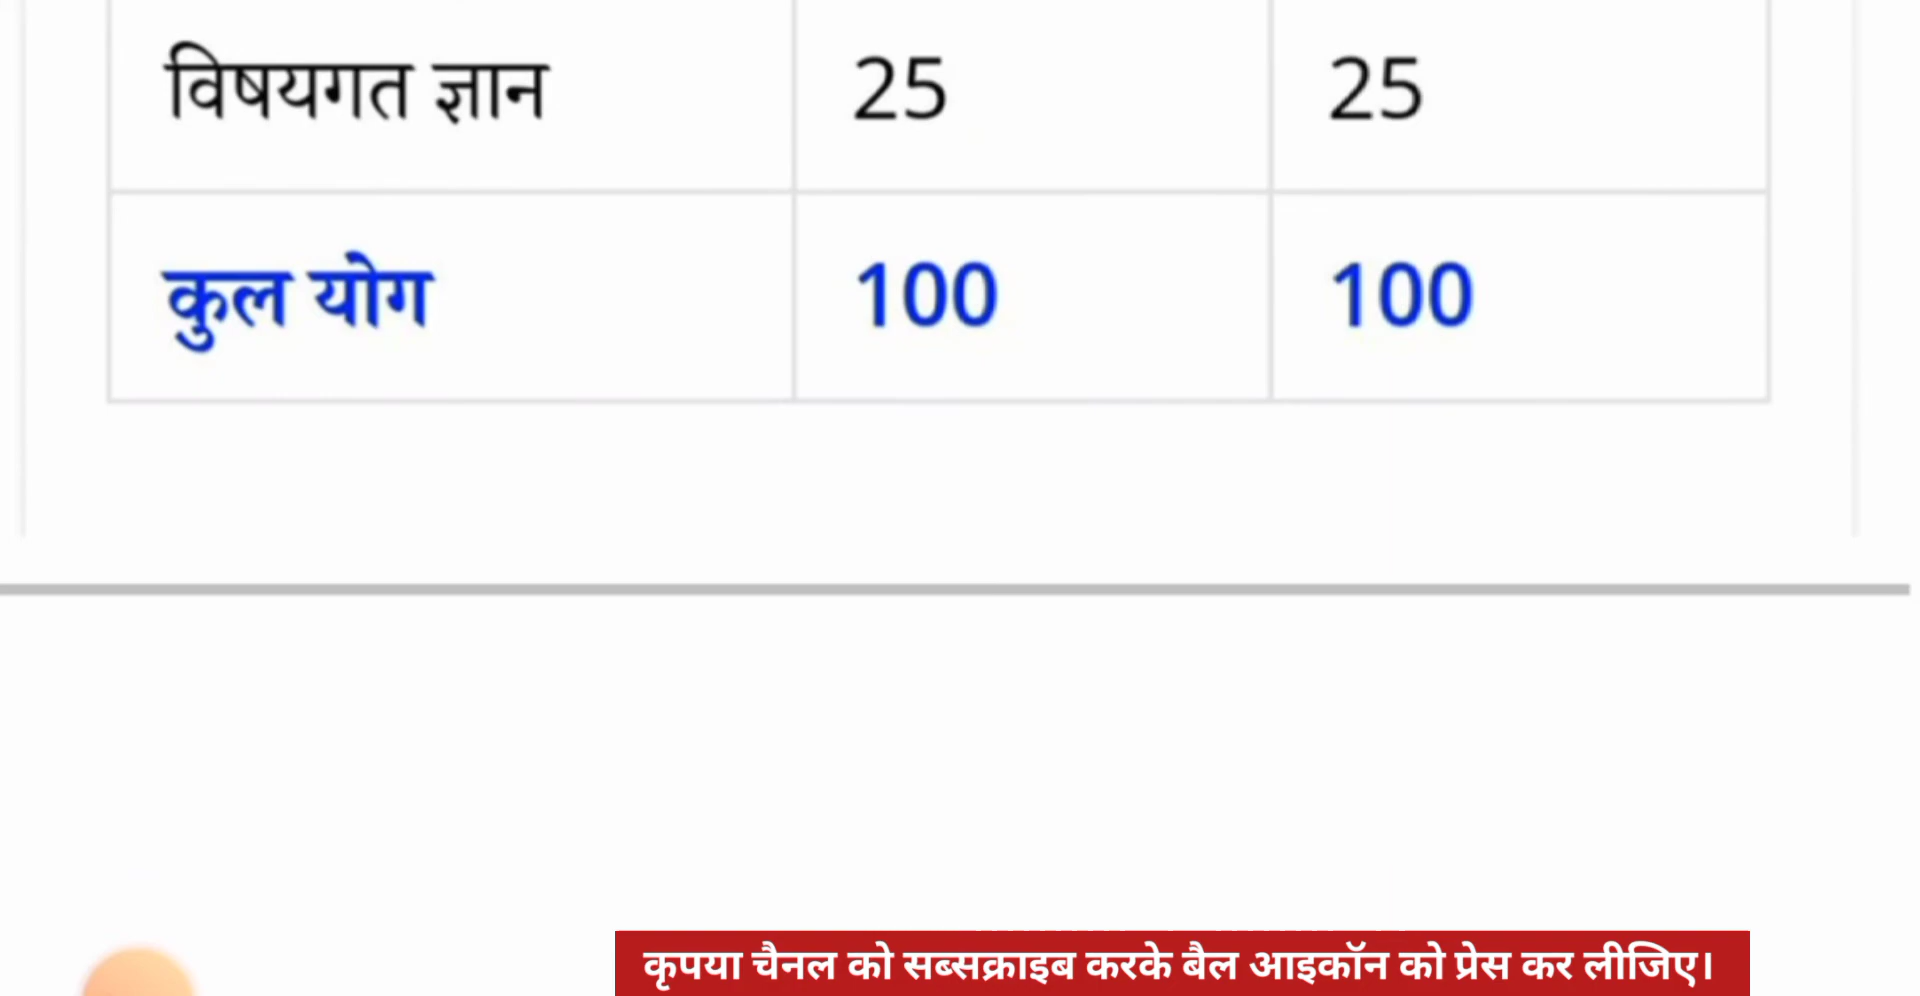 विषयगत ज्ञान 25 25
कुल योग 100 100
कृपया चैनल को सब्सक्राइब करके बैल आइकॉन को प्रेस कर लीजिए।